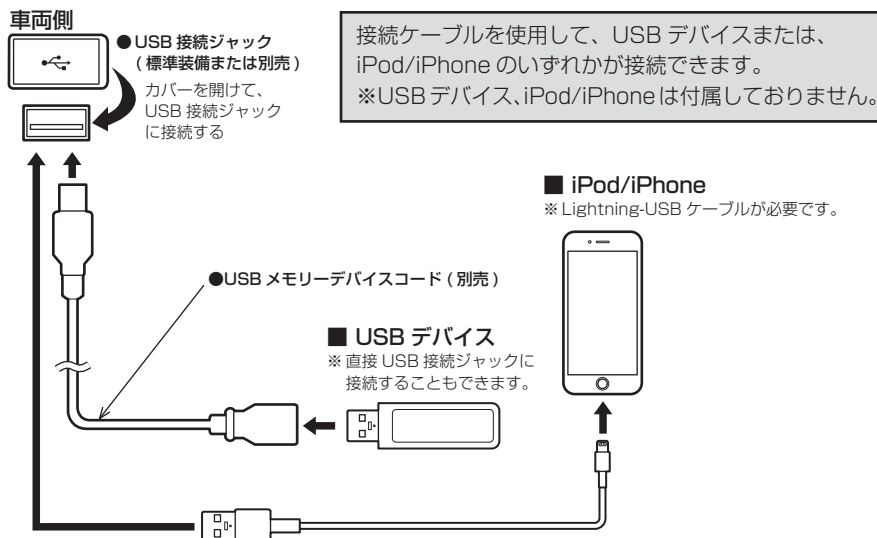 車両側
●USB 接続ジャック
(標準装備または別売)
カバーを開けて、
USB 接続ジャック
に接続する
接続ケーブルを使用して、USB デバイスまたは、
iPod/iPhone のいずれかが接続できます。
※USBデバイス、iPod/iPhoneは付属しておりません。
■ iPod/iPhone
※ Lightning-USB ケーブルが必要です。
●USB メモリーデバイスコード(別売)
■ USB デバイス
※ 直接 USB 接続ジャックに
接続することもできます。